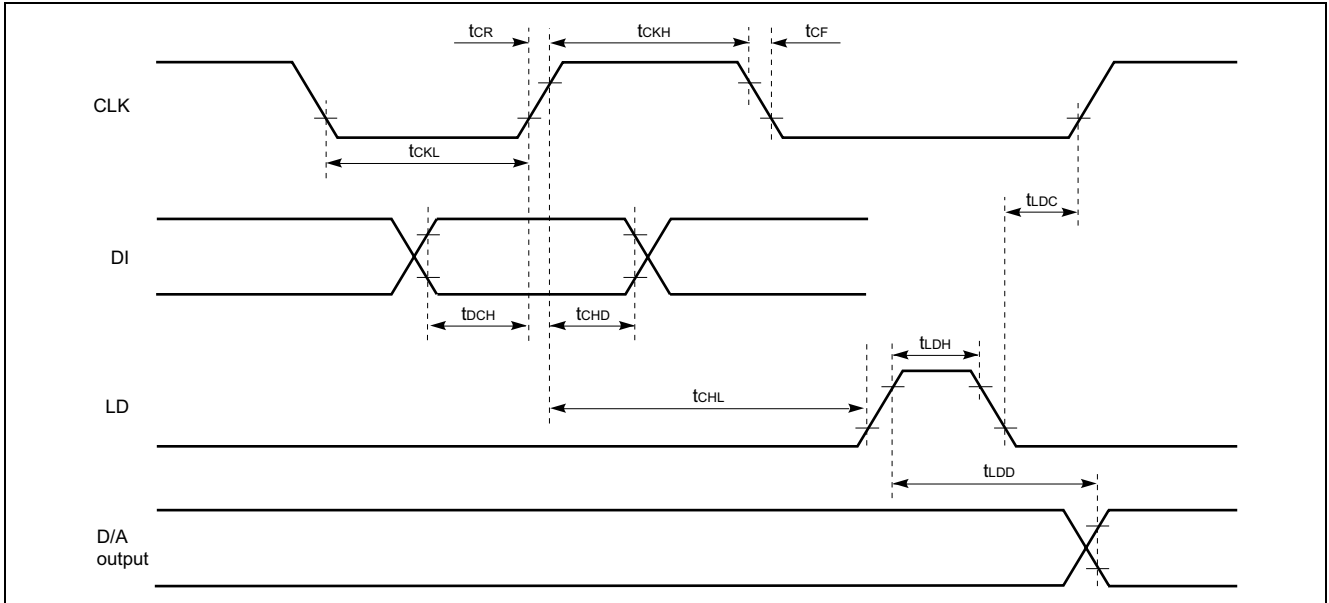 tCR
tCKH
tCF
CLK
tCKL
tLDC
DI
tDCH
tCHD
tLDH
LD
tCHL
tLDD
D/A
output